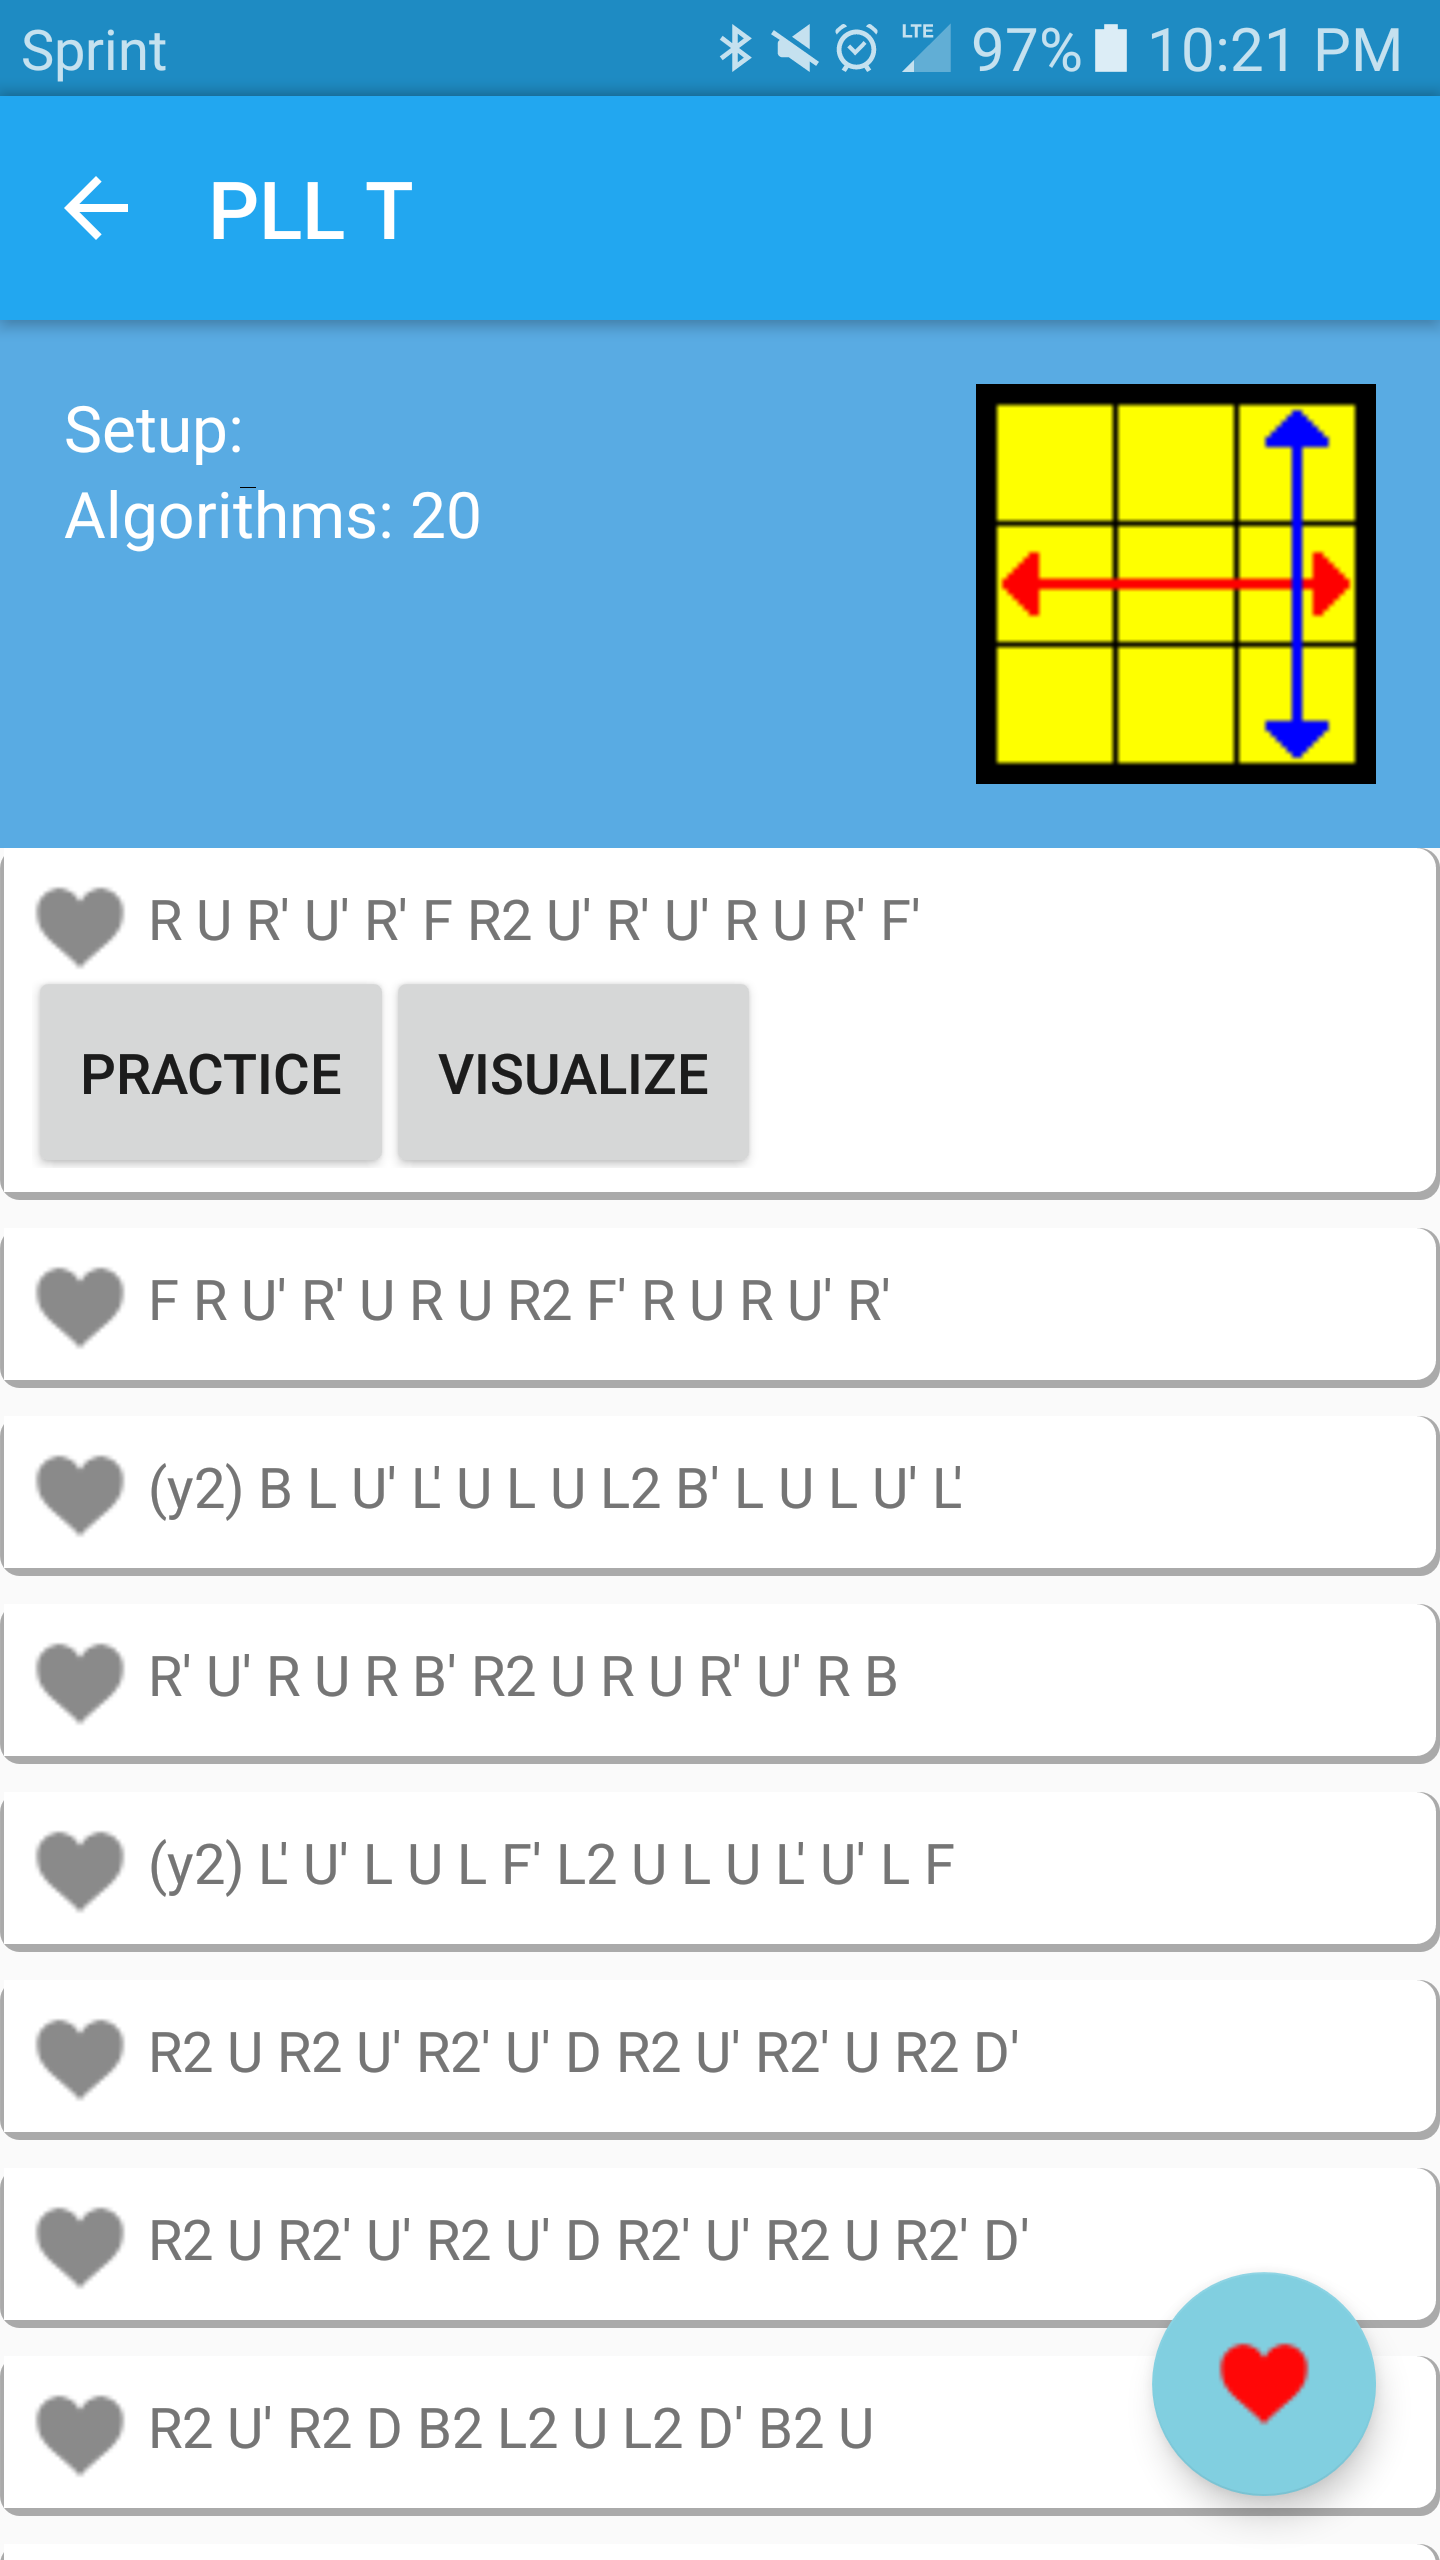 Sprint LTE 97% 10:21 PM
PLL T
Setup:
Algorithms: 20
R U R' U' R' F R2 U' R' U' R U R' F'
PRACTICE VISUALIZE
F R U' R' U R U R2 F' R U R U' R'
(y2) B L U' L' U L U L2 B' L U L U' L'
R' U' R U R B' R2 U R U R' U' R B
(y2) L' U' L U L F' L2 U L U L' U' L F
R2 U R2 U' R2' U' D R2 U' R2' U R2 D'
R2 U R2' U' R2 U' D R2' U' R2 U R2' D'
R2 U' R2 D B2 L2 U L2 D' B2 U